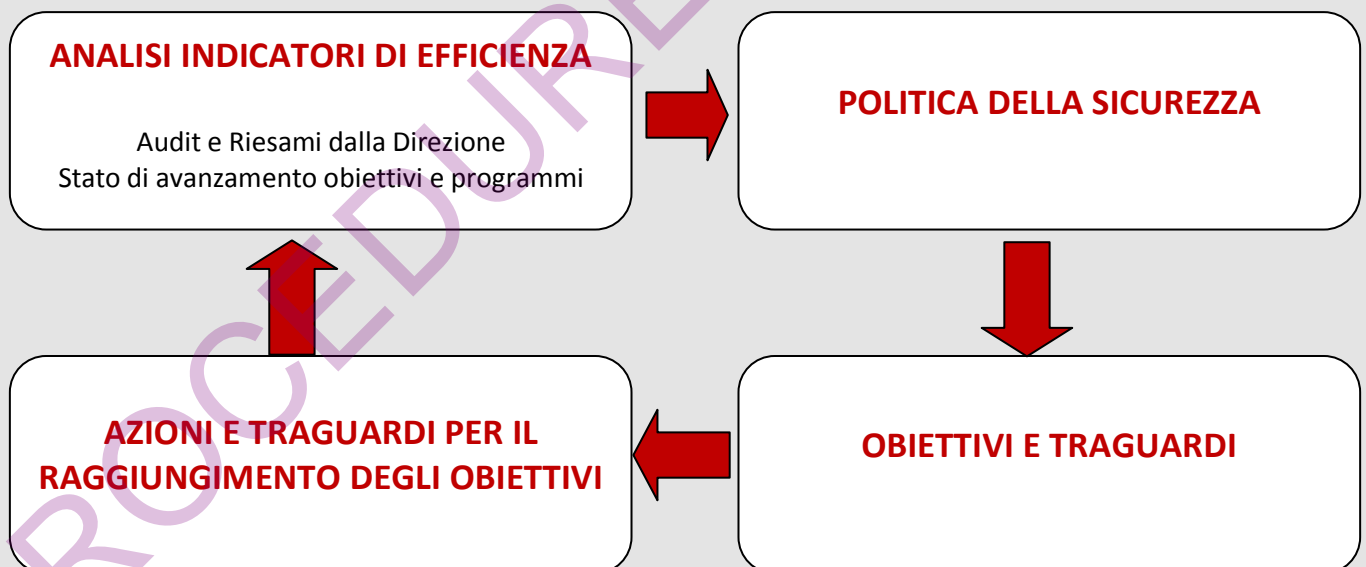 ANALISI INDICATORI DI EFFICIENZA
Audit e Riesami dalla Direzione
Stato di avanzamento obiettivi e programmi
POLITICA DELLA SICUREZZA
AZIONI E TRAGUARDI PER IL
RAGGIUNGIMENTO DEGLI OBIETTIVI
OBIETTIVI E TRAGUARDI
ROCEDURE